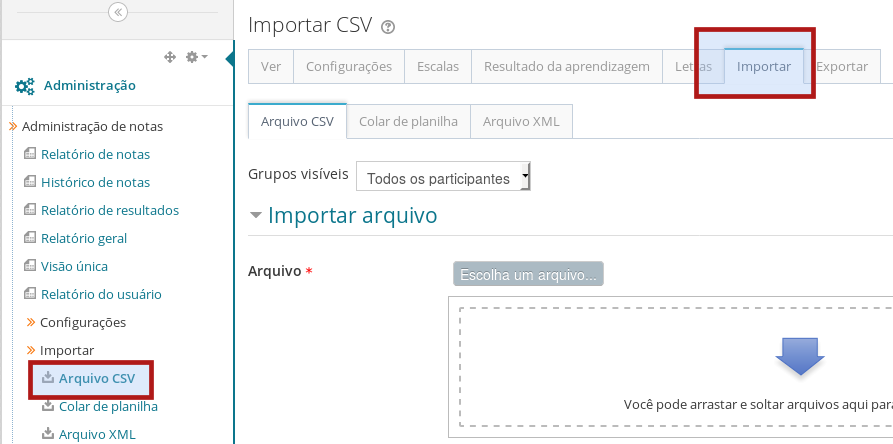 Importar CSV
Ver Configurações Escalas Resultado da aprendizagem Letras Importar Exportar
Administração
Arquivo CSV Colar de planilha Arquivo XML
Administração de notas
Relatório de notas
Histórico de notas
Relatório de resultados
Relatório geral
Visão única
Relatório do usuário
Configurações
Importar
Arquivo CSV
Colar de planilha
Arquivo XML
Grupos visíveis Todos os participantes
Importar arquivo
Arquivo *
Escolha um arquivo...
Você pode arrastar e soltar arquivos aqui para